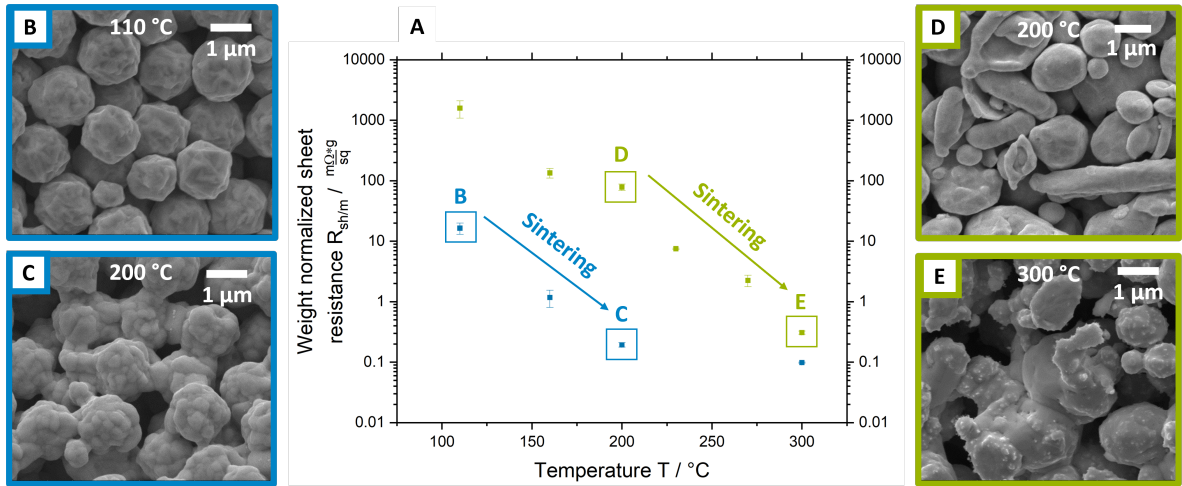 B
110 °C
1 µm
C
200 °C
1 µm
A
Weight normalized sheet
resistance R_sh/m / mΩ*g/sq
10000
1000
100
10
1
0.1
0.01
10000
1000
100
10
1
0.1
0.01
B
Sintering
C
D
Sintering
E
100
150
200
250
300
Temperature T / °C
D
200 °C
1 µm
E
300 °C
1 µm